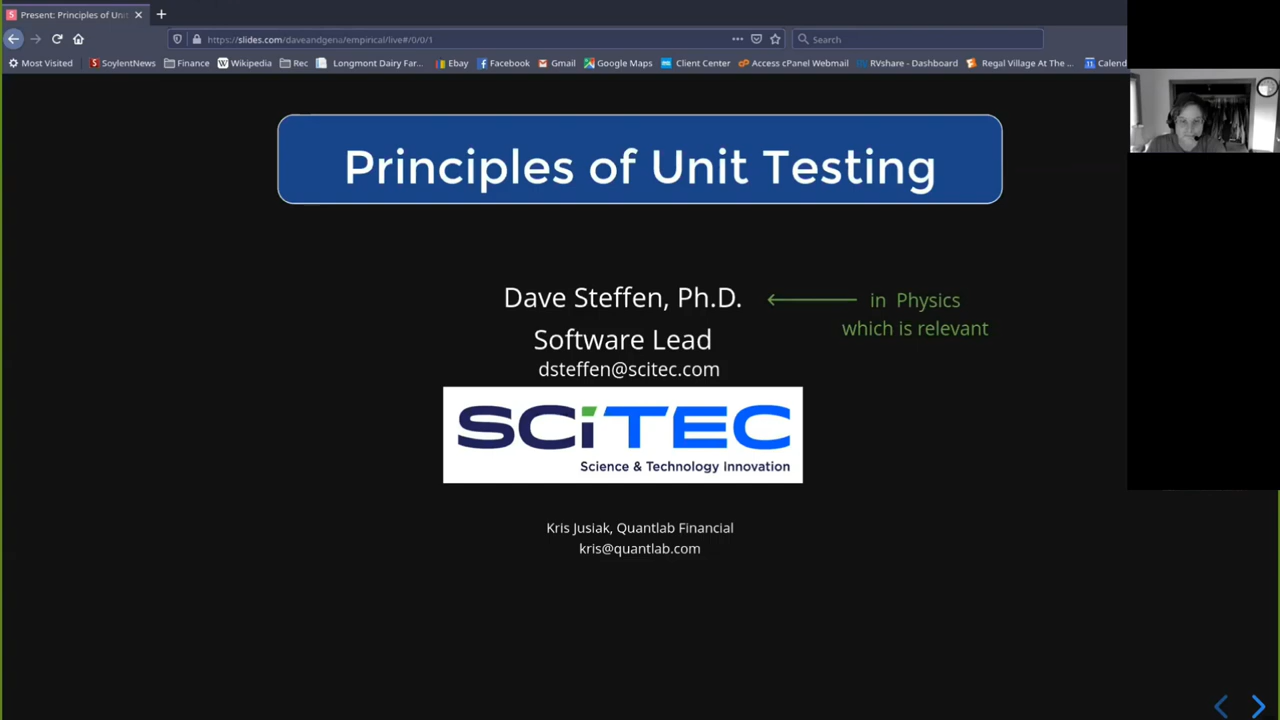 Present: Principles of Unit
https://slides.com/daveandgena/empirical/live#/0/0/1
Search
Most Visited
SoylentNews
Finance
Wikipedia
Rec
Longmont Dairy Far...
Ebay
Facebook
Gmail
Google Maps
Client Center
Access cPanel Webmail
RVshare - Dashboard
Regal Village At The ...
Calend
Principles of Unit Testing
Dave Steffen, Ph.D.
in Physics
which is relevant
Software Lead
dsteffen@scitec.com
SCiTEC
Science & Technology Innovation
Kris Jusiak, Quantlab Financial
kris@quantlab.com